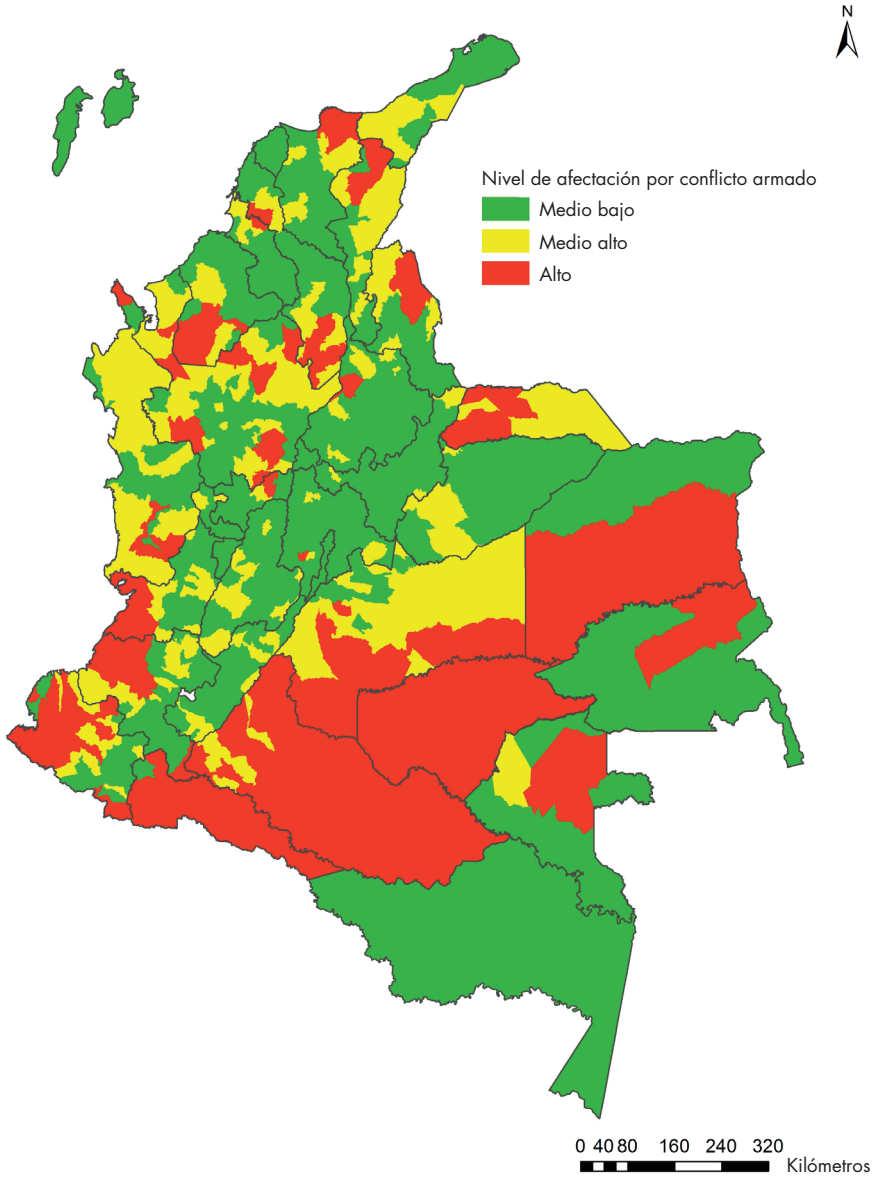 N
Nivel de afectación por conflicto armado
Medio bajo
Medio alto
Alto
0 40 80 160 240 320
Kilómetros